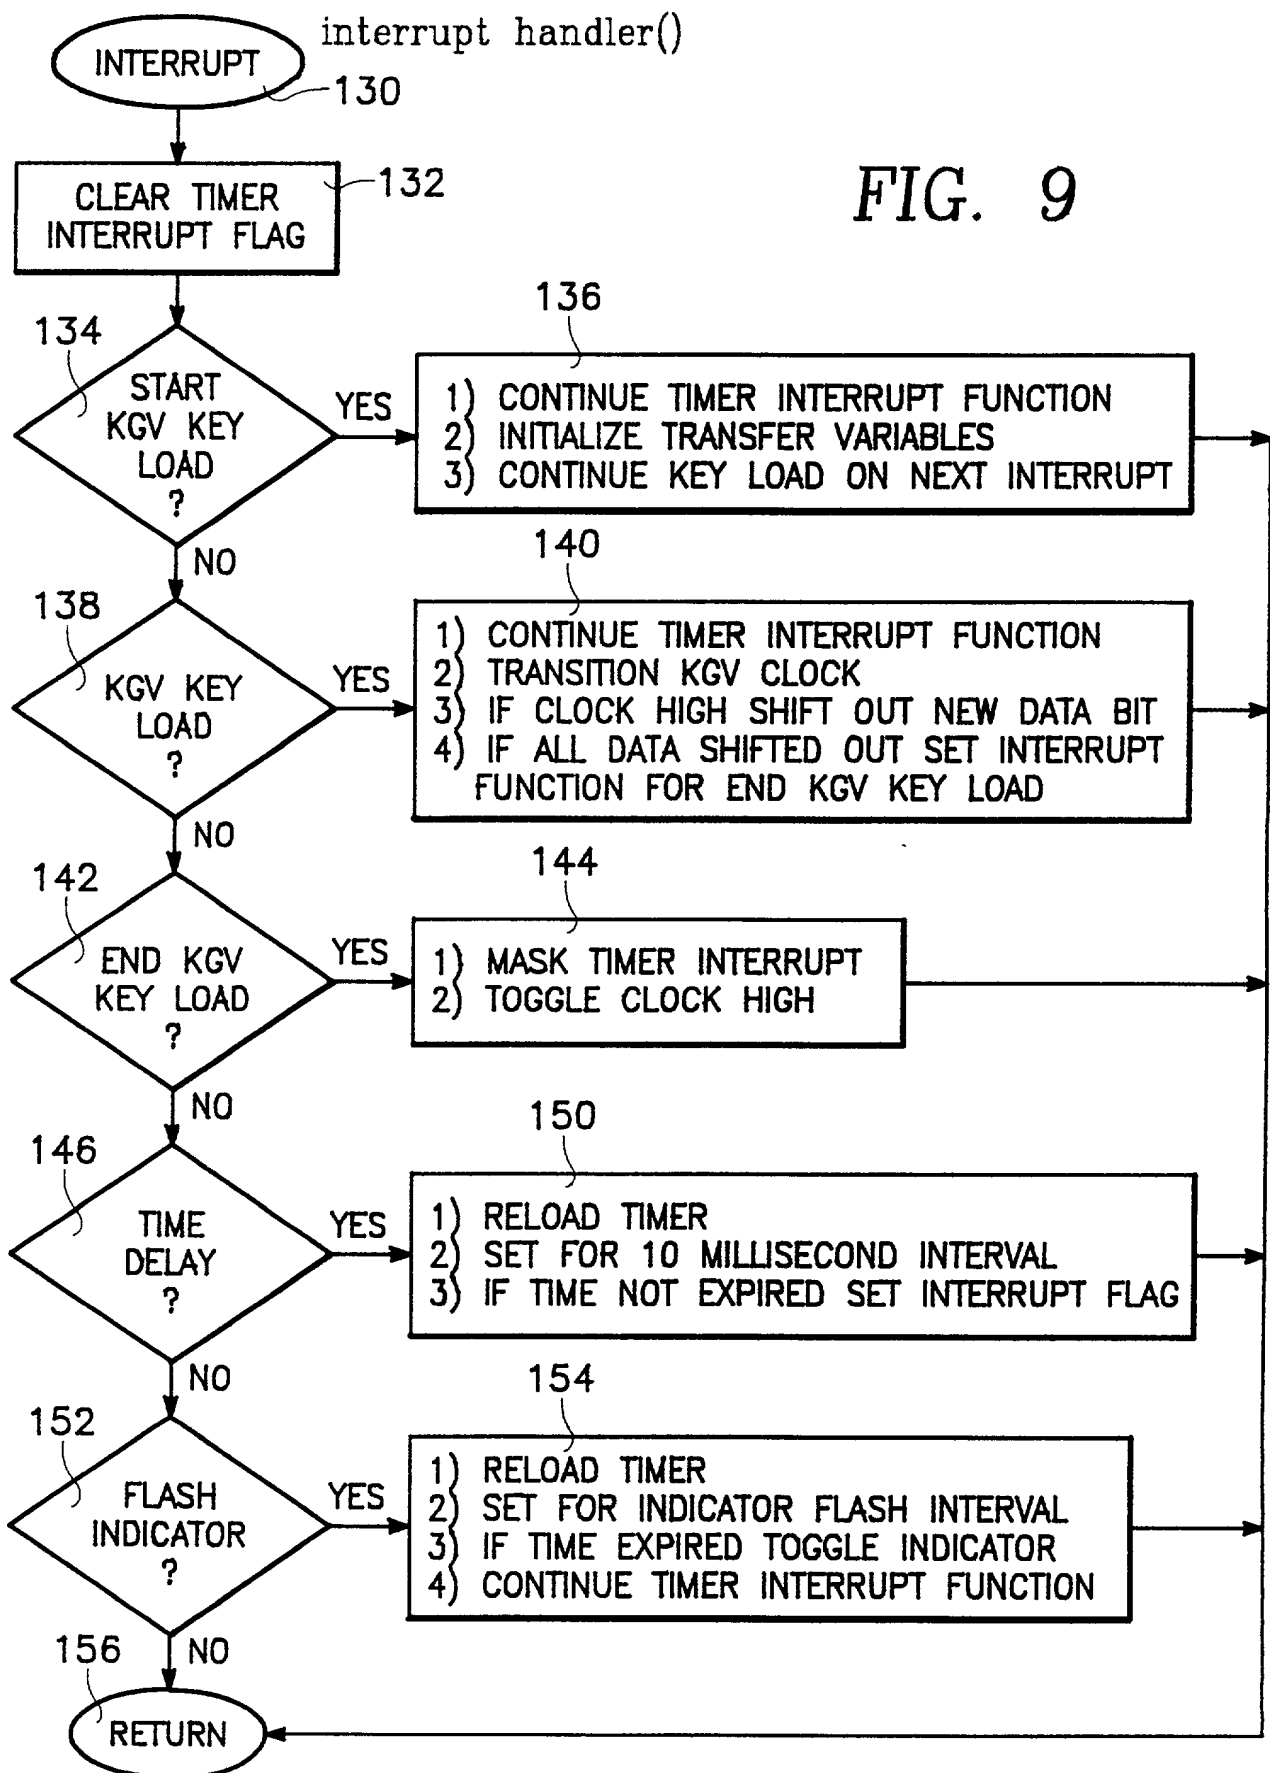 interrupt handler()
INTERRUPT
130
CLEAR TIMER
INTERRUPT FLAG
132
FIG. 9
134
START
KGV KEY
LOAD
?
YES
NO
136
1) CONTINUE TIMER INTERRUPT FUNCTION
2) INITIALIZE TRANSFER VARIABLES
3) CONTINUE KEY LOAD ON NEXT INTERRUPT
138
KGV KEY
LOAD
?
YES
NO
140
1) CONTINUE TIMER INTERRUPT FUNCTION
2) TRANSITION KGV CLOCK
3) IF CLOCK HIGH SHIFT OUT NEW DATA BIT
4) IF ALL DATA SHIFTED OUT SET INTERRUPT
FUNCTION FOR END KGV KEY LOAD
142
END KGV
KEY LOAD
?
YES
NO
144
1) MASK TIMER INTERRUPT
2) TOGGLE CLOCK HIGH
146
TIME
DELAY
?
YES
NO
150
1) RELOAD TIMER
2) SET FOR 10 MILLISECOND INTERVAL
3) IF TIME NOT EXPIRED SET INTERRUPT FLAG
152
FLASH
INDICATOR
?
YES
NO
154
1) RELOAD TIMER
2) SET FOR INDICATOR FLASH INTERVAL
3) IF TIME EXPIRED TOGGLE INDICATOR
4) CONTINUE TIMER INTERRUPT FUNCTION
156
RETURN